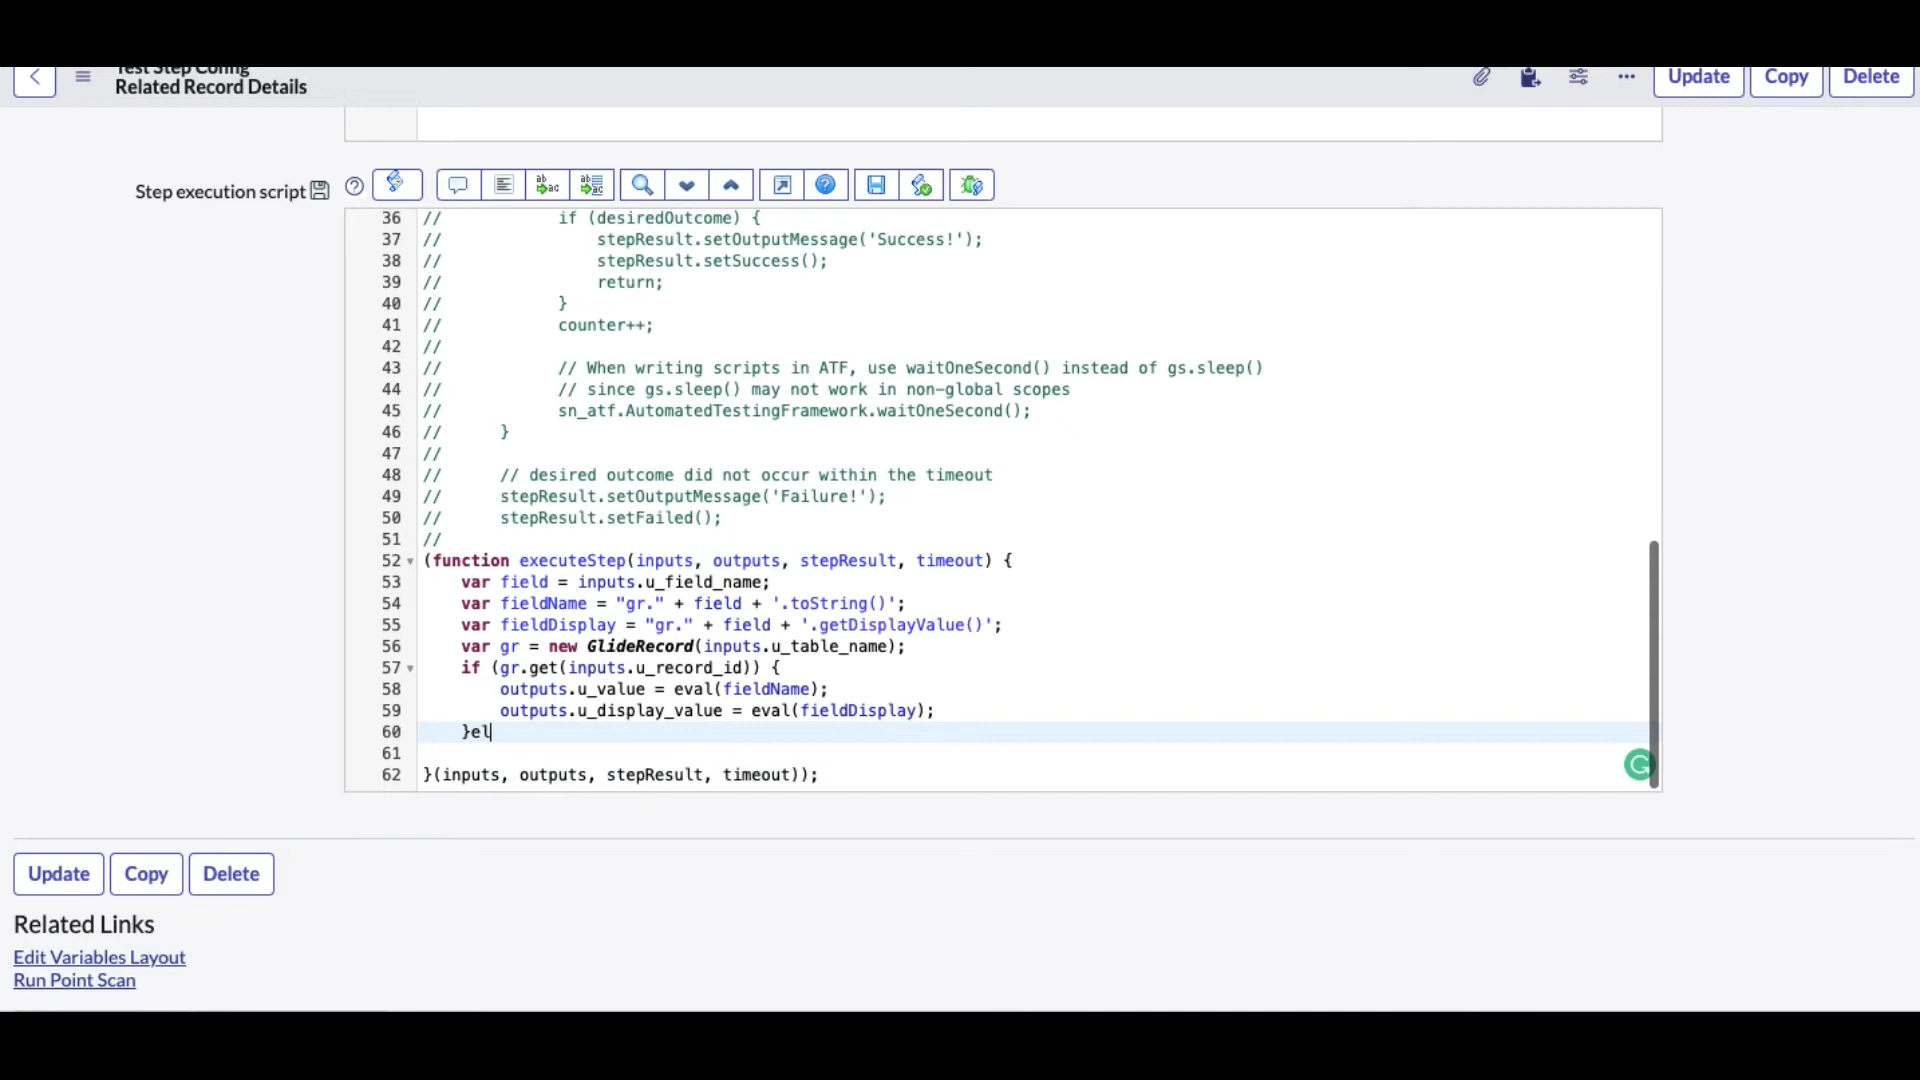 Test Step Config
Related Record Details
Update
Copy
Delete
Step execution script
36 // if (desiredOutcome) {
37 // stepResult.setOutputMessage('Success!');
38 // stepResult.setSuccess();
39 // return;
40 // }
41 // counter++;
42 //
43 // // When writing scripts in ATF, use waitOneSecond() instead of gs.sleep()
44 // // since gs.sleep() may not work in non-global scopes
45 // sn_atf.AutomatedTestingFramework.waitOneSecond();
46 // }
47 //
48 // // desired outcome did not occur within the timeout
49 // stepResult.setOutputMessage('Failure!');
50 // stepResult.setFailed();
51 //
52 (function executeStep(inputs, outputs, stepResult, timeout) {
53 var field = inputs.u_field_name;
54 var fieldName = "gr." + field + '.toString()';
55 var fieldDisplay = "gr." + field + '.getDisplayValue()';
56 var gr = new GlideRecord(inputs.u_table_name);
57 if (gr.get(inputs.u_record_id)) {
58 outputs.u_value = eval(fieldName);
59 outputs.u_display_value = eval(fieldDisplay);
60 }el
61
62 }(inputs, outputs, stepResult, timeout));
Update
Copy
Delete
Related Links
Edit Variables Layout
Run Point Scan